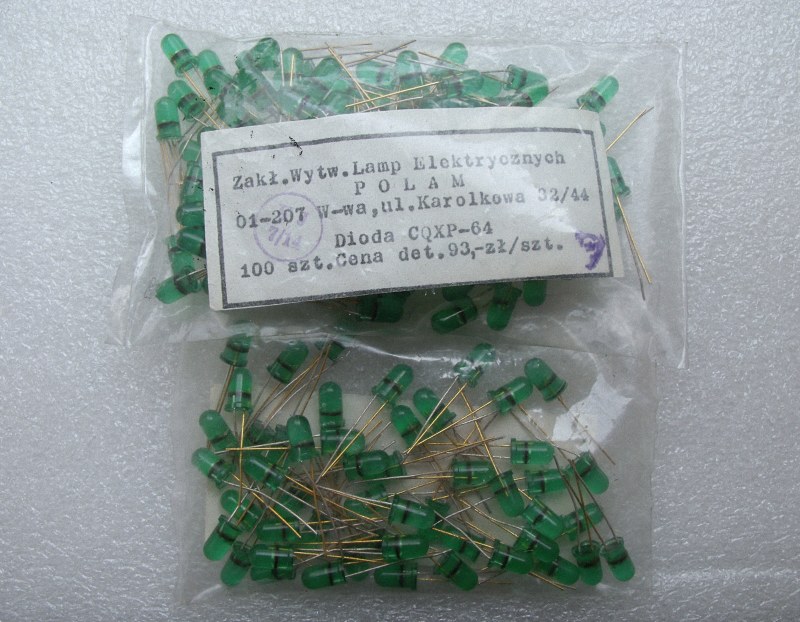 Zakł.Wytw.Lamp Elektrycznych
P O L A M
01-207 W-wa,ul.Karolkowa 32/44
Dioda CQXP-64
100 szt.Cena det.93,-zł/szt.
9